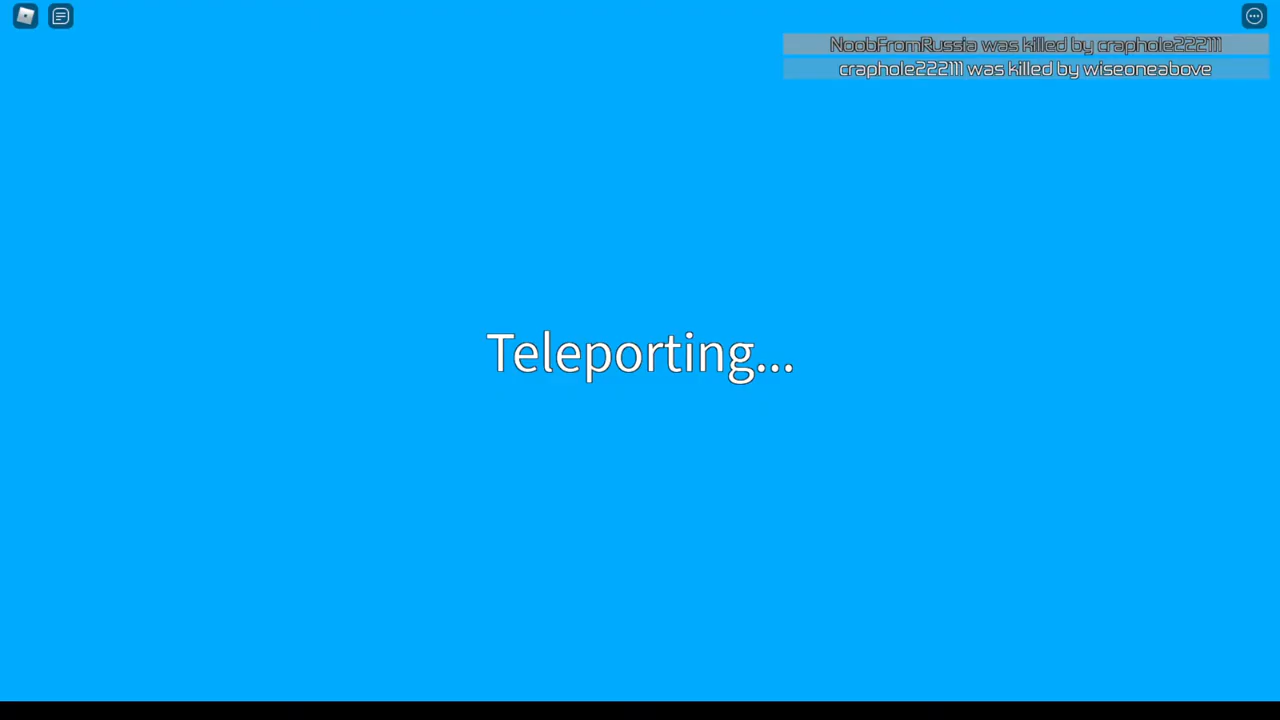 NoobFromRussia was killed by craphole222111
craphole222111 was killed by wiseoneabove
Teleporting...